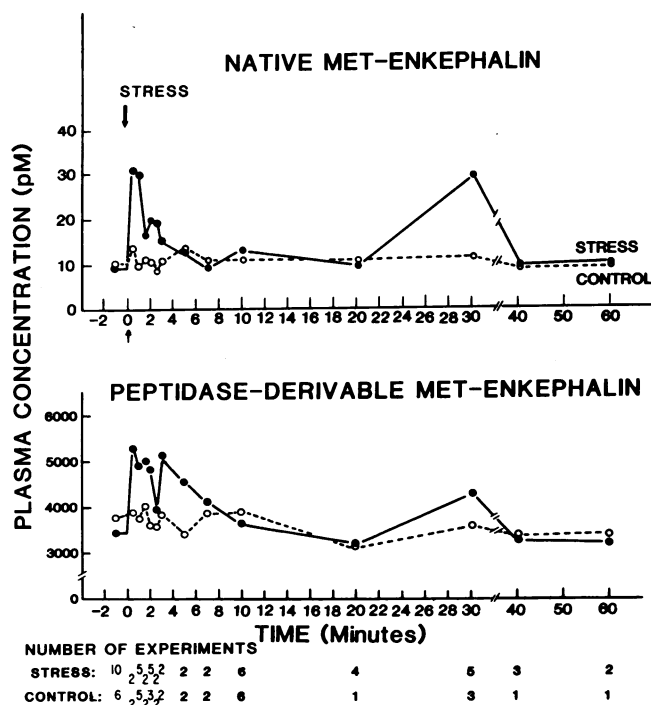 NATIVE MET-ENKEPHALIN
STRESS
40
30
20
10
0
STRESS
CONTROL
-2 0 2 4 6 8 10 12 14 16 18 20 22 24 26 28 30 40 50 60
PLASMA CONCENTRATION (pM)
PEPTIDASE-DERIVABLE MET-ENKEPHALIN
6000
5000
4000
3000
0
-2 0 2 4 6 8 10 12 14 16 18 20 22 24 26 28 30 40 50 60
TIME (Minutes)
NUMBER OF EXPERIMENTS
STRESS: 10 2 5 2 5 2 2 2 2 6 4 5 3 2
CONTROL: 6 2 5 2 3 2 2 2 2 6 1 3 1 1